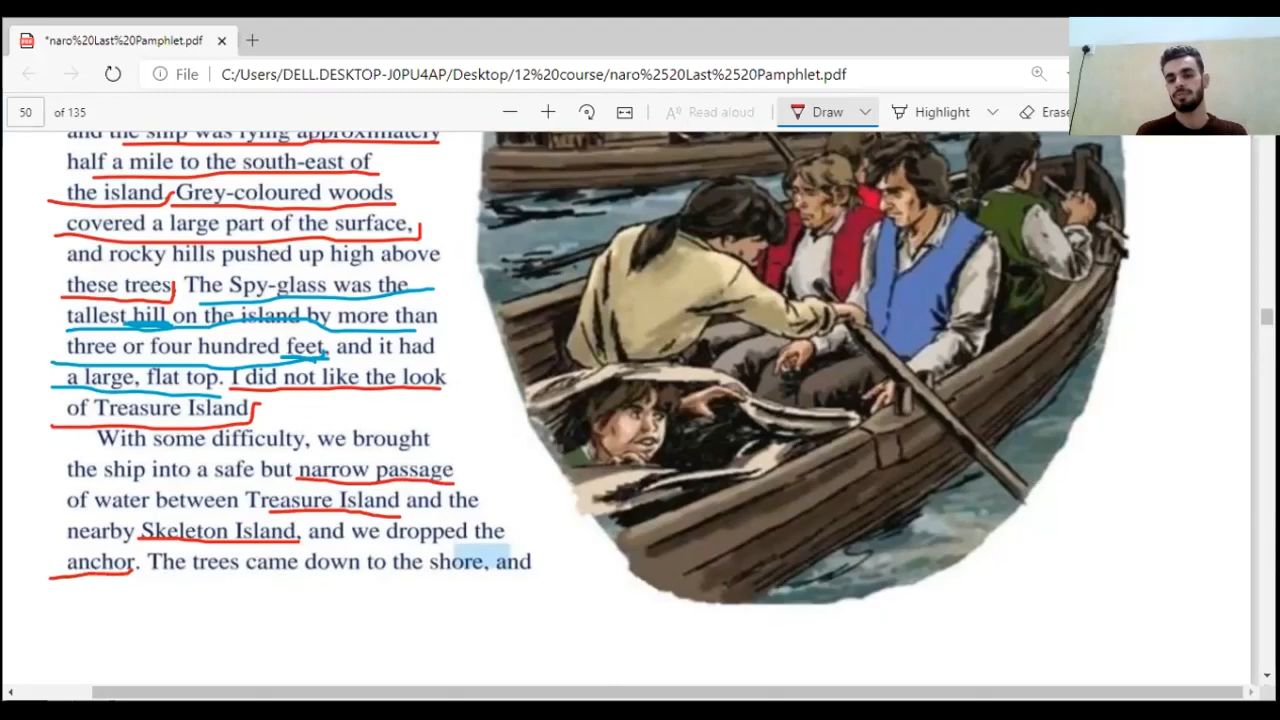 *naro%20Last%20Pamphlet.pdf
File
C:/Users/DELL.DESKTOP-J0PU4AP/Desktop/12%20course/naro%2520Last%2520Pamphlet.pdf
50 of 135
Read aloud
Draw
Highlight
Erase
and the ship was lying approximately
half a mile to the south-east of
the island. Grey-coloured woods
covered a large part of the surface,
and rocky hills pushed up high above
these trees. The Spy-glass was the
tallest hill on the island by more than
three or four hundred feet, and it had
a large, flat top. I did not like the look
of Treasure Island.
With some difficulty, we brought
the ship into a safe but narrow passage
of water between Treasure Island and the
nearby Skeleton Island, and we dropped the
anchor. The trees came down to the shore, and